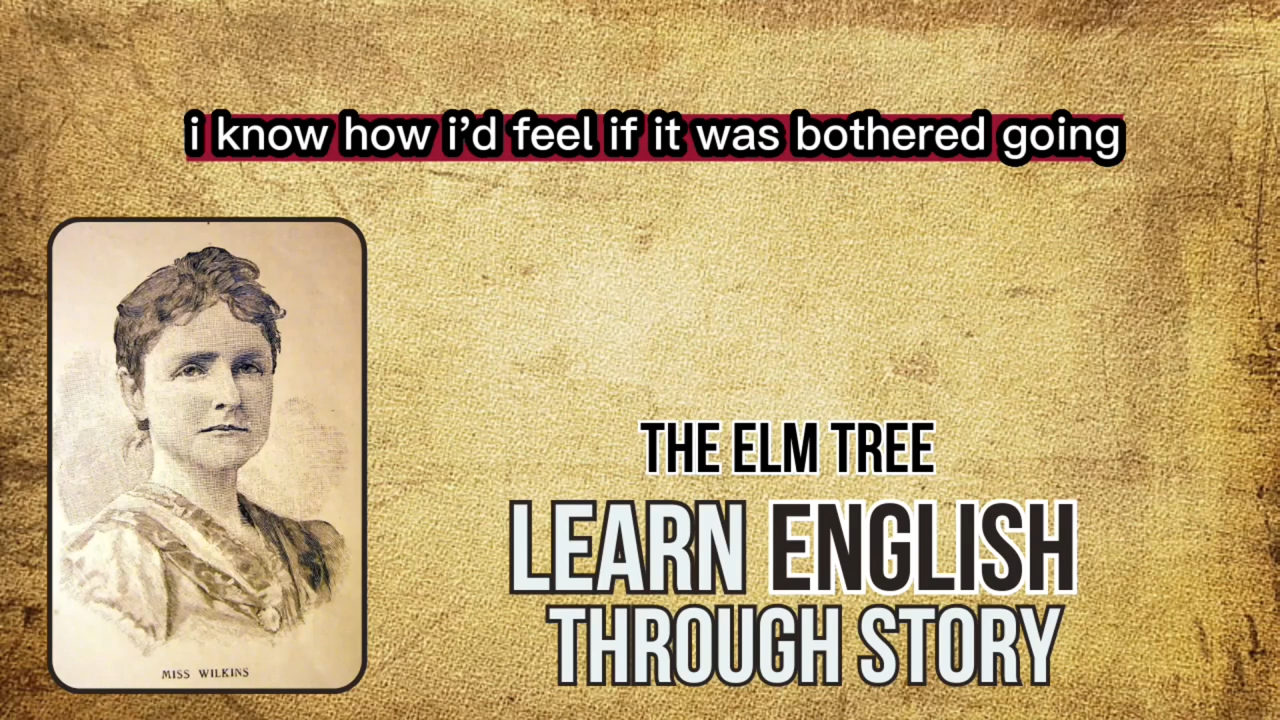 i know how i’d feel if it was bothered going
MISS WILKINS
THE ELM TREE
LEARN ENGLISH
THROUGH STORY